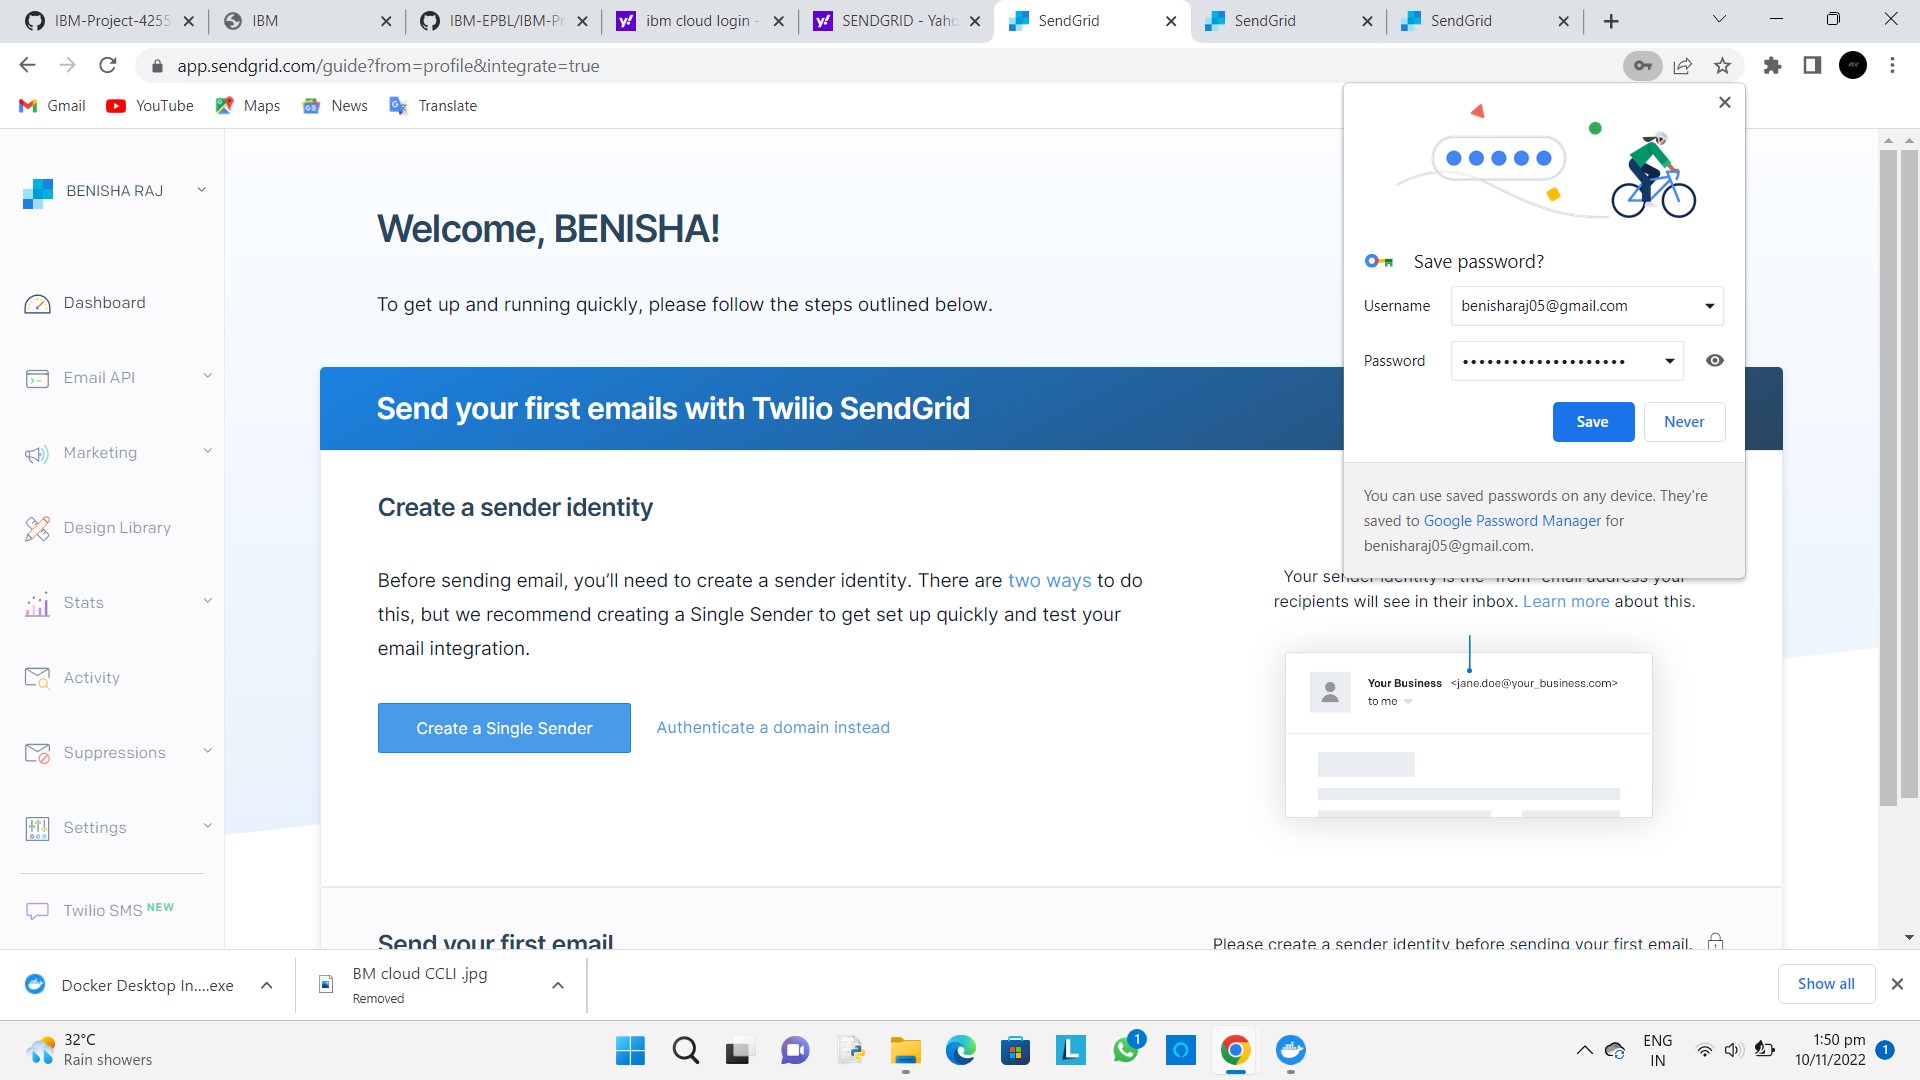 IBM-Project-4255
IBM
IBM-EPBL/IBM-Pr
ibm cloud login -
SENDGRID - Yaho
SendGrid
SendGrid
SendGrid
app.sendgrid.com/guide?from=profile&integrate=true
Gmail
YouTube
Maps
News
Translate
BENISHA RAJ
Dashboard
Email API
Marketing
Design Library
Stats
Activity
Suppressions
Settings
Twilio SMS NEW
Welcome, BENISHA!
To get up and running quickly, please follow the steps outlined below.
Send your first emails with Twilio SendGrid
Create a sender identity
Before sending email, you’ll need to create a sender identity. There are two ways to do
this, but we recommend creating a Single Sender to get set up quickly and test your
email integration.
Create a Single Sender
Authenticate a domain instead
Save password?
Username
benisharaj05@gmail.com
Password
••••••••••••••••••••
Save
Never
You can use saved passwords on any device. They're
saved to Google Password Manager for
benisharaj05@gmail.com.
Your sender identity is the "from" email address your
recipients will see in their inbox. Learn more about this.
Your Business <jane.doe@your_business.com>
to me
Send your first email
Please create a sender identity before sending your first email.
Docker Desktop In....exe
BM cloud CCLI .jpg
Removed
Show all
32°C
Rain showers
L
1
ENG
IN
1:50 pm
10/11/2022
1